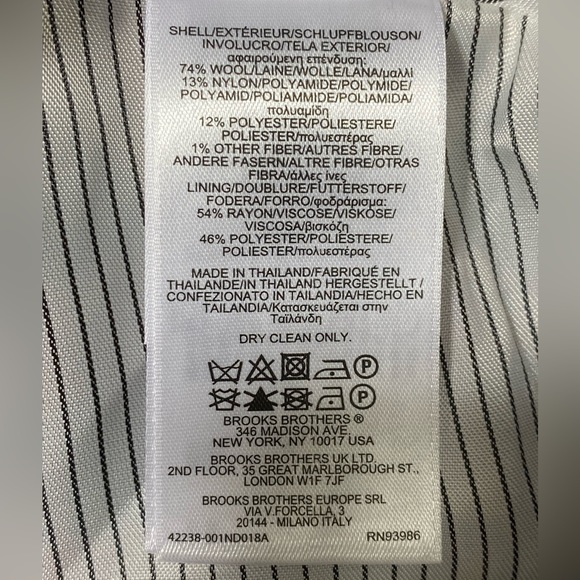 SHELL/EXTÉRIEUR/SCHLUPFBLOUSON/
INVOLUCRO/TELA EXTERIOR/
αφαιρούμενη επένδυση:
74% WOOL/LAINE/WOLLE/LANA/μαλλί
13% NYLON/POLYAMIDE/POLYMIDE/
POLYAMID/POLIAMMIDE/POLIAMIDA/
πολυαμίδη
12% POLYESTER/POLIESTERE/
POLIESTER/πολυεστέρας
1% OTHER FIBER/AUTRES FIBRE/
ANDERE FASERN/ALTRE FIBRE/OTRAS
FIBRA/άλλες ίνες
LINING/DOUBLURE/FUTTERSTOFF/
FODERA/FORRO/φοδράρισμα:
54% RAYON/VISCOSE/VISKOSE/
VISCOSA/βισκόζη
46% POLYESTER/POLIESTERE/
POLIESTER/πολυεστέρας
MADE IN THAILAND/FABRIQUÉ EN
THAILANDE/IN THAILAND HERGESTELLT /
CONFEZIONATO IN TAILANDIA/HECHO EN
TAILANDIA/Κατασκευάζεται στην
Ταϊλάνδη
DRY CLEAN ONLY.
P
P
BROOKS BROTHERS ®
346 MADISON AVE.
NEW YORK, NY 10017 USA
BROOKS BROTHERS UK LTD.
2ND FLOOR, 35 GREAT MARLBOROUGH ST.,
LONDON W1F 7JF
BROOKS BROTHERS EUROPE SRL
VIA V.FORCELLA, 3
20144 - MILANO ITALY
42238-001ND018A RN93986